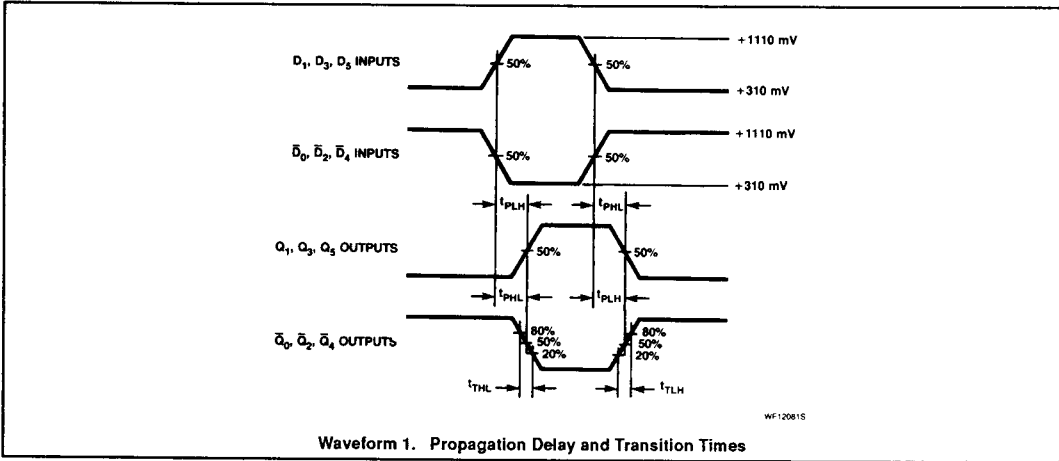 +1110 mV
D₁, D₃, D₅ INPUTS
50%
50%
+310 mV
+1110 mV
D̅₀, D̅₂, D̅₄ INPUTS
50%
50%
+310 mV
tPLH
tPHL
Q₁, Q₃, Q₅ OUTPUTS
50%
50%
tPHL
tPLH
80%
80%
Q̅₀, Q̅₂, Q̅₄ OUTPUTS
50%
50%
20%
20%
tTHL
tTLH
WF12081S
Waveform 1. Propagation Delay and Transition Times